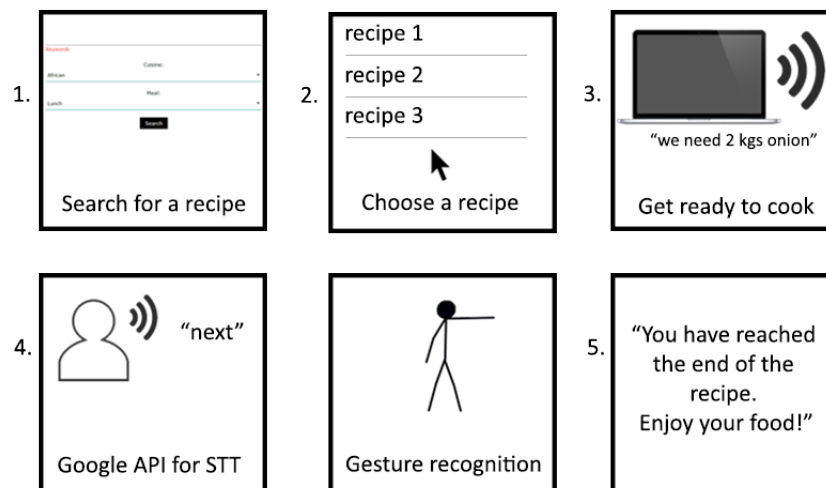 1.
Keywords
Cuisine:
African
Meal:
Lunch
Search
Search for a recipe
2.
recipe 1
recipe 2
recipe 3
Choose a recipe
3.
“we need 2 kgs onion”
Get ready to cook
4.
“next”
Google API for STT
Gesture recognition
5.
“You have reached
the end of the
recipe.
Enjoy your food!”